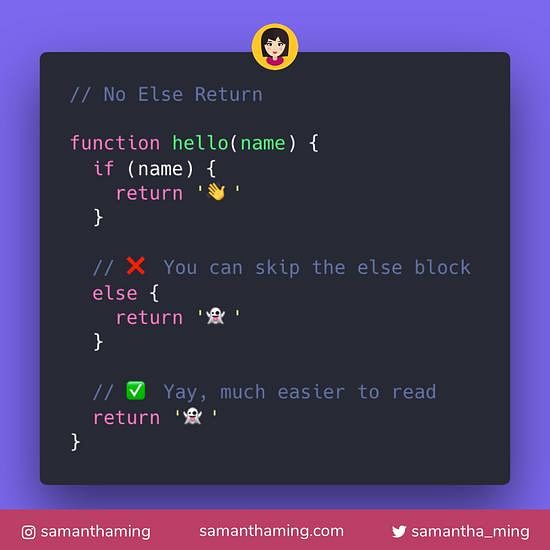 // No Else Return
function hello(name) {
if (name) {
return '👋'
}
// ❌ You can skip the else block
else {
return '👻'
}
// ✅ Yay, much easier to read
return '👻'
}
samanthaming
samanthaming.com
samantha_ming